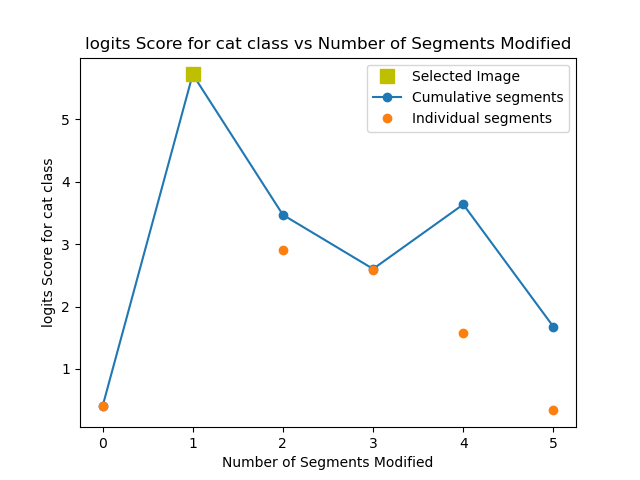 logits Score for cat class vs Number of Segments Modified
Selected Image
Cumulative segments
Individual segments
logits Score for cat class
5
4
3
2
1
0 1 2 3 4 5
Number of Segments Modified